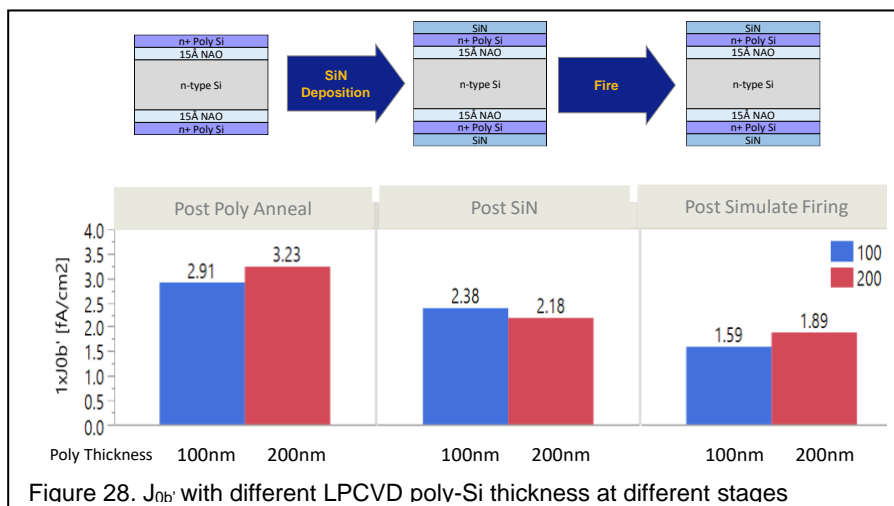 n+ Poly Si
15Å NAO
n-type Si
15Å NAO
n+ Poly Si
SiN
Deposition
SiN
n+ Poly Si
15Å NAO
n-type Si
15Å NAO
n+ Poly Si
SiN
Fire
SiN
n+ Poly Si
15Å NAO
n-type Si
15Å NAO
n+ Poly Si
SiN
Post Poly Anneal
Post SiN
Post Simulate Firing
1xJ0b' [fA/cm2]
4.0
3.5
3.0
2.5
2.0
1.5
1.0
0.5
0.0
2.91
3.23
2.38
2.18
1.59
1.89
100
200
Poly Thickness 100nm 200nm 100nm 200nm 100nm 200nm
Figure 28. J0b' with different LPCVD poly-Si thickness at different stages